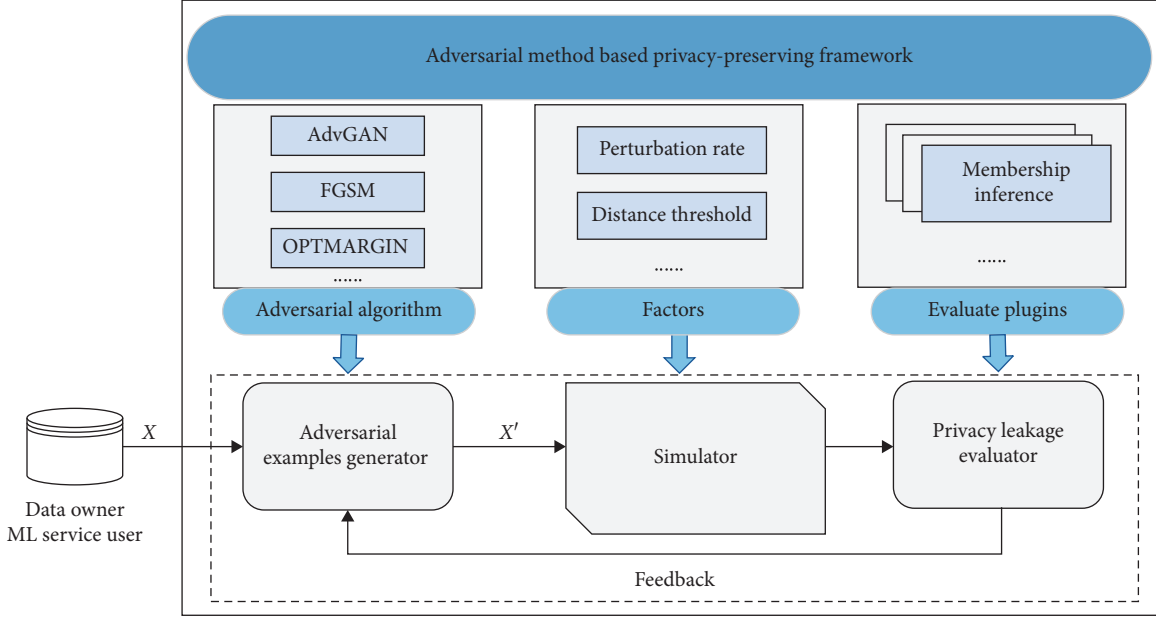 Adversarial method based privacy-preserving framework
AdvGAN
FGSM
OPTMARGIN
......
Adversarial algorithm
Perturbation rate
Distance threshold
......
Factors
Membership
inference
......
Evaluate plugins
Data owner
ML service user
X
Adversarial
examples generator
X′
Simulator
Privacy leakage
evaluator
Feedback